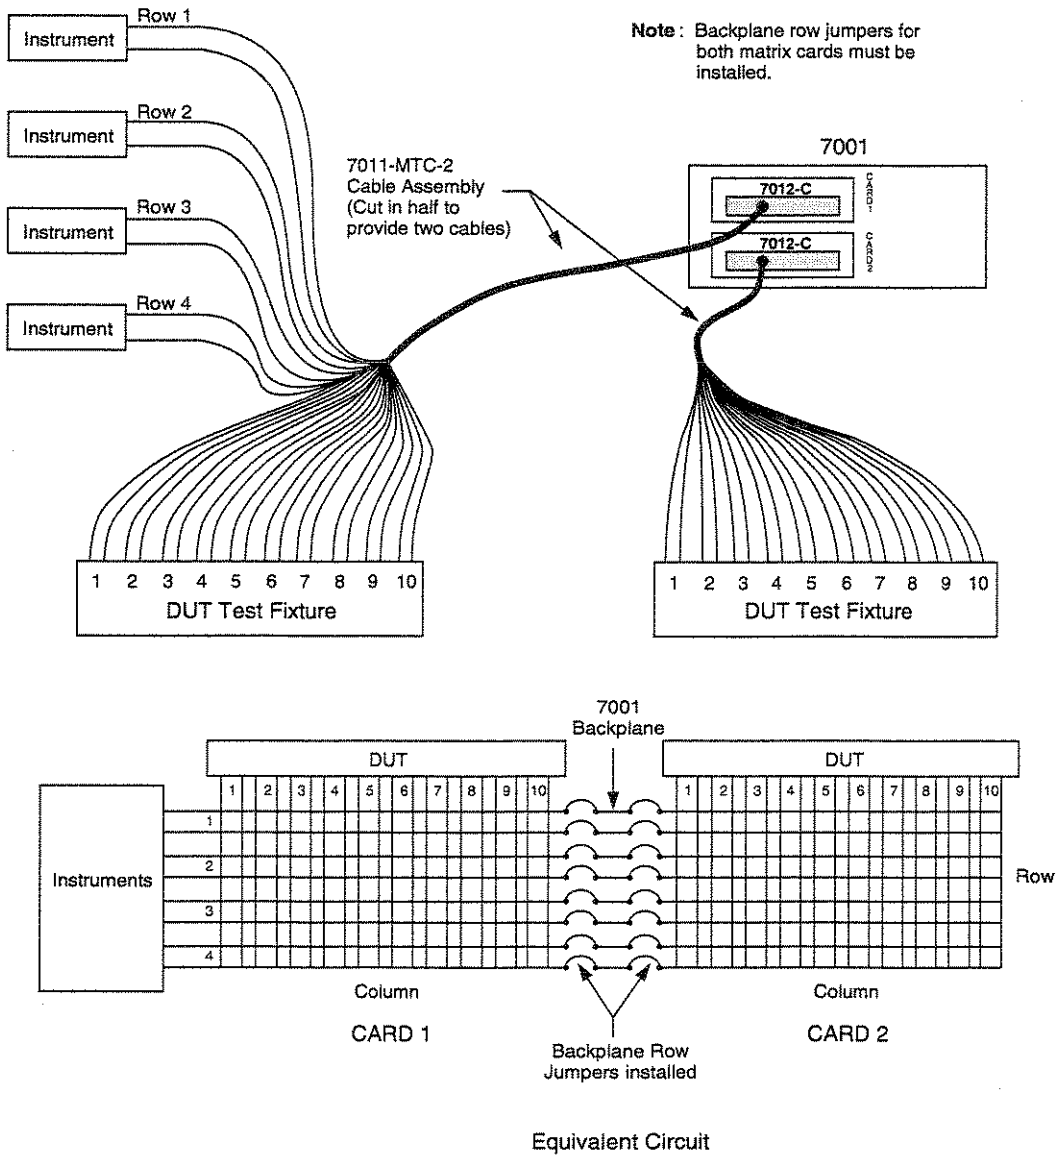 Row 1
Instrument
Row 2
Instrument
Row 3
Instrument
Row 4
Instrument
Note : Backplane row jumpers for
both matrix cards must be
installed.
7011-MTC-2
Cable Assembly
(Cut in half to
provide two cables)
7001
7012-C
CARD 1
7012-C
CARD 2
1 2 3 4 5 6 7 8 9 10
DUT Test Fixture
1 2 3 4 5 6 7 8 9 10
DUT Test Fixture
7001
Backplane
DUT
DUT
1 2 3 4 5 6 7 8 9 10
1 2 3 4 5 6 7 8 9 10
Instruments
1
2
3
4
Row
Column
Column
CARD 1
CARD 2
Backplane Row
Jumpers installed
Equivalent Circuit